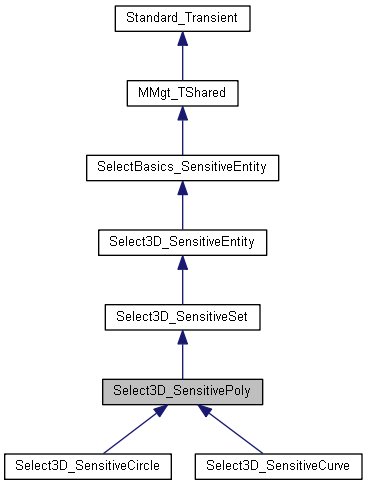 Standard_Transient
MMgt_TShared
SelectBasics_SensitiveEntity
Select3D_SensitiveEntity
Select3D_SensitiveSet
Select3D_SensitivePoly
Select3D_SensitiveCircle
Select3D_SensitiveCurve